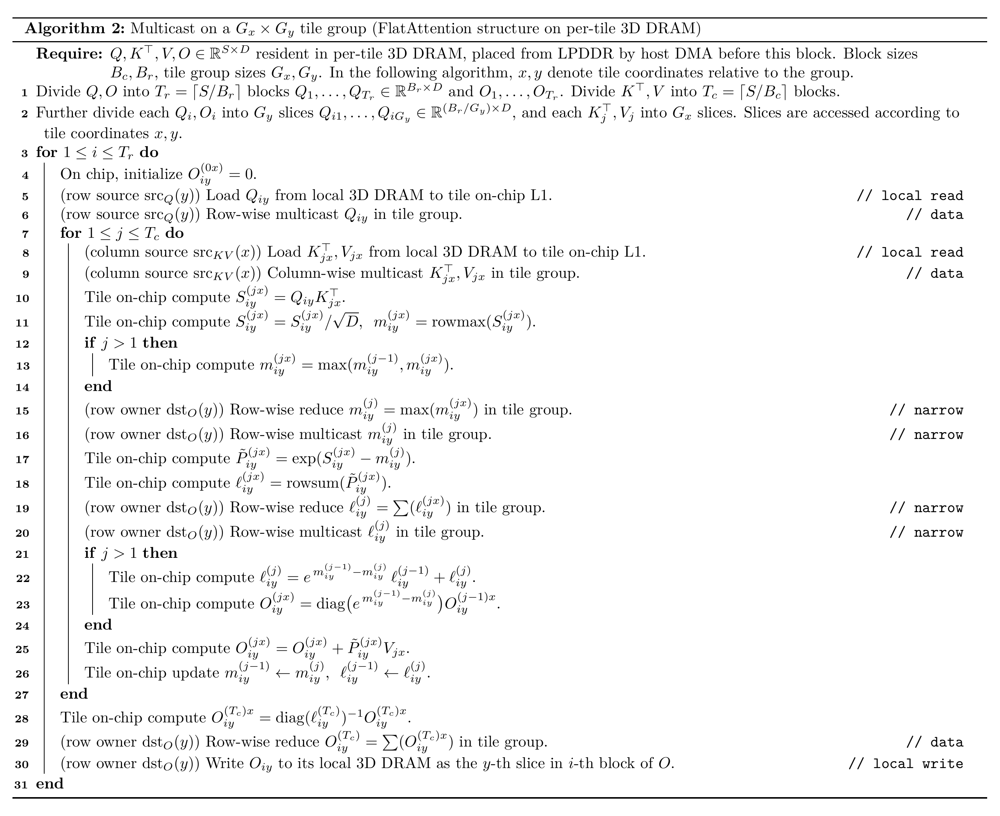 Algorithm 2: Multicast on a $G_x \times G_y$ tile group (FlatAttention structure on per-tile 3D DRAM)
Require: $Q, K^\top, V, O \in \mathbb{R}^{S \times D}$ resident in per-tile 3D DRAM, placed from LPDDR by host DMA before this block. Block sizes
$B_c, B_r$, tile group sizes $G_x, G_y$. In the following algorithm, $x, y$ denote tile coordinates relative to the group.
1 Divide $Q, O$ into $T_r = \lceil S/B_r \rceil$ blocks $Q_1, \ldots, Q_{T_r} \in \mathbb{R}^{B_r \times D}$ and $O_1, \ldots, O_{T_r}$. Divide $K^\top, V$ into $T_c = \lceil S/B_c \rceil$ blocks.
2 Further divide each $Q_i, O_i$ into $G_y$ slices $Q_{i1}, \ldots, Q_{iG_y} \in \mathbb{R}^{(B_r/G_y) \times D}$, and each $K_j^\top, V_j$ into $G_x$ slices. Slices are accessed according to
tile coordinates $x, y$.
3 for $1 \leq i \leq T_r$ do
4 On chip, initialize $O_{iy}^{(0x)} = 0$.
5 (row source $\mathrm{src}_Q(y)$) Load $Q_{iy}$ from local 3D DRAM to tile on-chip L1. // local read
6 (row source $\mathrm{src}_Q(y)$) Row-wise multicast $Q_{iy}$ in tile group. // data
7 for $1 \leq j \leq T_c$ do
8 (column source $\mathrm{src}_{KV}(x)$) Load $K_{jx}^\top, V_{jx}$ from local 3D DRAM to tile on-chip L1. // local read
9 (column source $\mathrm{src}_{KV}(x)$) Column-wise multicast $K_{jx}^\top, V_{jx}$ in tile group. // data
10 Tile on-chip compute $S_{iy}^{(jx)} = Q_{iy} K_{jx}^\top$.
11 Tile on-chip compute $S_{iy}^{(jx)} = S_{iy}^{(jx)} / \sqrt{D}, \; m_{iy}^{(jx)} = \mathrm{rowmax}(S_{iy}^{(jx)})$.
12 if $j > 1$ then
13 Tile on-chip compute $m_{iy}^{(jx)} = \max(m_{iy}^{(j-1)}, m_{iy}^{(jx)})$.
14 end
15 (row owner $\mathrm{dst}_O(y)$) Row-wise reduce $m_{iy}^{(j)} = \max(m_{iy}^{(jx)})$ in tile group. // narrow
16 (row owner $\mathrm{dst}_O(y)$) Row-wise multicast $m_{iy}^{(j)}$ in tile group. // narrow
17 Tile on-chip compute $\tilde{P}_{iy}^{(jx)} = \exp(S_{iy}^{(jx)} - m_{iy}^{(j)})$.
18 Tile on-chip compute $\ell_{iy}^{(jx)} = \mathrm{rowsum}(\tilde{P}_{iy}^{(jx)})$.
19 (row owner $\mathrm{dst}_O(y)$) Row-wise reduce $\ell_{iy}^{(j)} = \sum(\ell_{iy}^{(jx)})$ in tile group. // narrow
20 (row owner $\mathrm{dst}_O(y)$) Row-wise multicast $\ell_{iy}^{(j)}$ in tile group. // narrow
21 if $j > 1$ then
22 Tile on-chip compute $\ell_{iy}^{(j)} = e^{m_{iy}^{(j-1)} - m_{iy}^{(j)}} \ell_{iy}^{(j-1)} + \ell_{iy}^{(j)}$.
23 Tile on-chip compute $O_{iy}^{(jx)} = \mathrm{diag}\big(e^{m_{iy}^{(j-1)} - m_{iy}^{(j)}}\big) O_{iy}^{(j-1)x}$.
24 end
25 Tile on-chip compute $O_{iy}^{(jx)} = O_{iy}^{(jx)} + \tilde{P}_{iy}^{(jx)} V_{jx}$.
26 Tile on-chip update $m_{iy}^{(j-1)} \leftarrow m_{iy}^{(j)}, \; \ell_{iy}^{(j-1)} \leftarrow \ell_{iy}^{(j)}$.
27 end
28 Tile on-chip compute $O_{iy}^{(T_c)x} = \mathrm{diag}(\ell_{iy}^{(T_c)})^{-1} O_{iy}^{(T_c)x}$.
29 (row owner $\mathrm{dst}_O(y)$) Row-wise reduce $O_{iy}^{(T_c)} = \sum(O_{iy}^{(T_c)x})$ in tile group. // data
30 (row owner $\mathrm{dst}_O(y)$) Write $O_{iy}$ to its local 3D DRAM as the $y$-th slice in $i$-th block of $O$. // local write
31 end